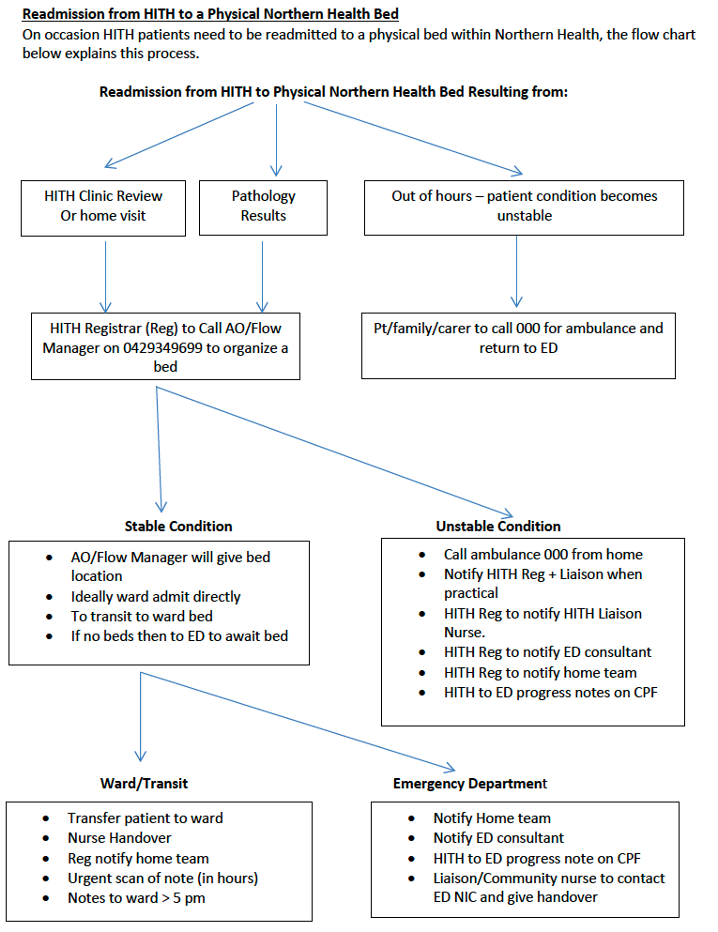 Readmission from HITH to a Physical Northern Health Bed
On occasion HITH patients need to be readmitted to a physical bed within Northern Health, the flow chart
below explains this process.
Readmission from HITH to Physical Northern Health Bed Resulting from:
HITH Clinic Review
Or home visit
Pathology
Results
Out of hours – patient condition becomes
unstable
HITH Registrar (Reg) to Call AO/Flow
Manager on 0429349699 to organize a
bed
Pt/family/carer to call 000 for ambulance and
return to ED
Stable Condition
• AO/Flow Manager will give bed
location
• Ideally ward admit directly
• To transit to ward bed
• If no beds then to ED to await bed
Unstable Condition
• Call ambulance 000 from home
• Notify HITH Reg + Liaison when
practical
• HITH Reg to notify HITH Liaison
Nurse.
• HITH Reg to notify ED consultant
• HITH Reg to notify home team
• HITH to ED progress notes on CPF
Ward/Transit
• Transfer patient to ward
• Nurse Handover
• Reg notify home team
• Urgent scan of note (in hours)
• Notes to ward > 5 pm
Emergency Department
• Notify Home team
• Notify ED consultant
• HITH to ED progress note on CPF
• Liaison/Community nurse to contact
ED NIC and give handover